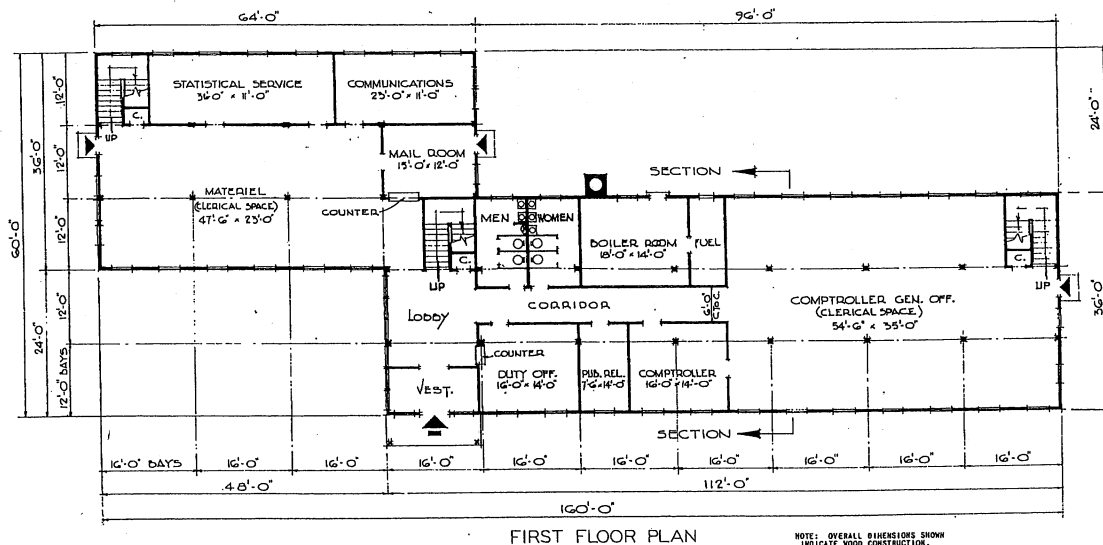 64'-0"
96'-0"
12'-0"
12'-0"
12'-0"
36'-0"
60'-0"
24'-0"
12'-0"
12'-0" BAYS
24'-0"
36'-0"
STATISTICAL SERVICE
36'-0" x 11'-0"
COMMUNICATIONS
23'-0" x 11'-0"
C.
UP
MAIL ROOM
15'-0" x 12'-0"
MATERIEL
(CLERICAL SPACE)
47'-6" x 23'-0"
COUNTER
SECTION
MEN
WOMEN
BOILER ROOM
18'-0" x 14'-0"
FUEL
C.
UP
C.
UP
LOBBY
CORRIDOR
6'-0"
C. TO C.
COMPTROLLER GEN. OFF.
(CLERICAL SPACE)
54'-6" x 35'-0"
COUNTER
DUTY OFF.
16'-0" x 14'-0"
PUB. REL.
7'-6" x 14'-0"
COMPTROLLER
16'-0" x 14'-0"
VEST.
SECTION
16'-0" BAYS
16'-0"
16'-0"
16'-0"
16'-0"
16'-0"
16'-0"
16'-0"
16'-0"
16'-0"
48'-0"
112'-0"
160'-0"
FIRST FLOOR PLAN
NOTE: OVERALL DIMENSIONS SHOWN
INDICATE WOOD CONSTRUCTION.